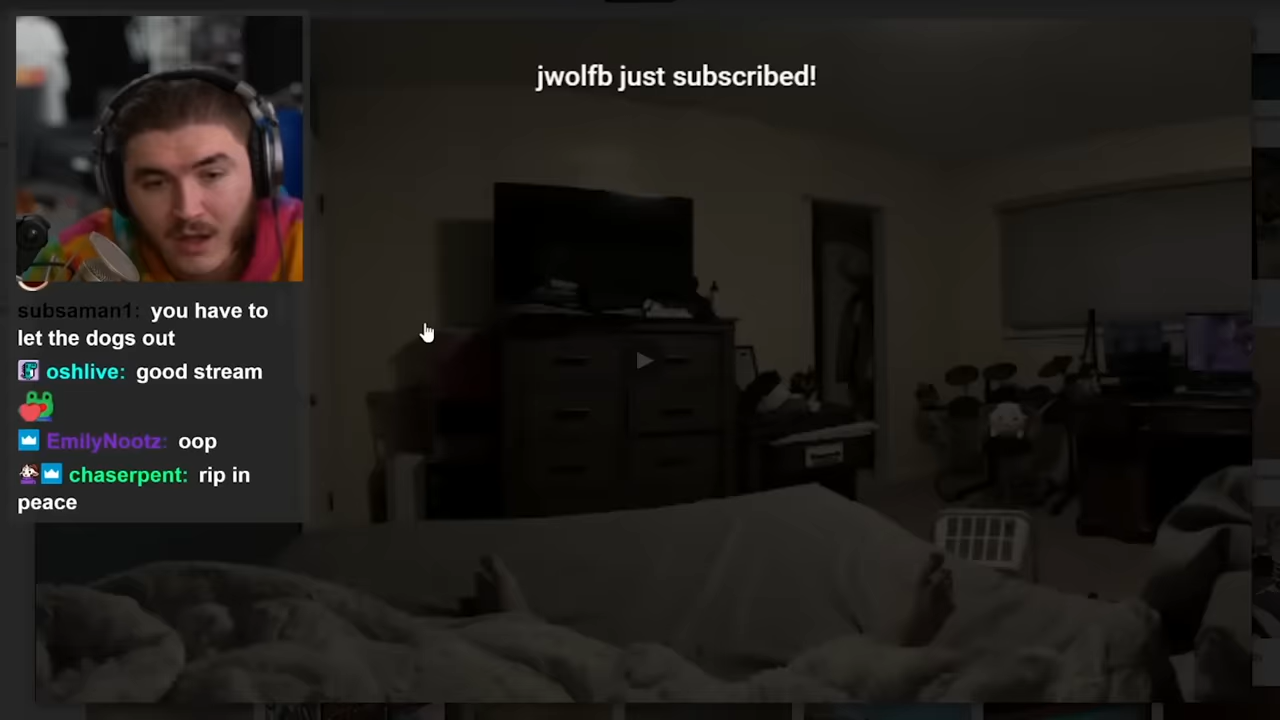 jwolfb just subscribed!
subsaman1: you have to
let the dogs out
oshlive: good stream
EmilyNootz: oop
chaserpent: rip in
peace